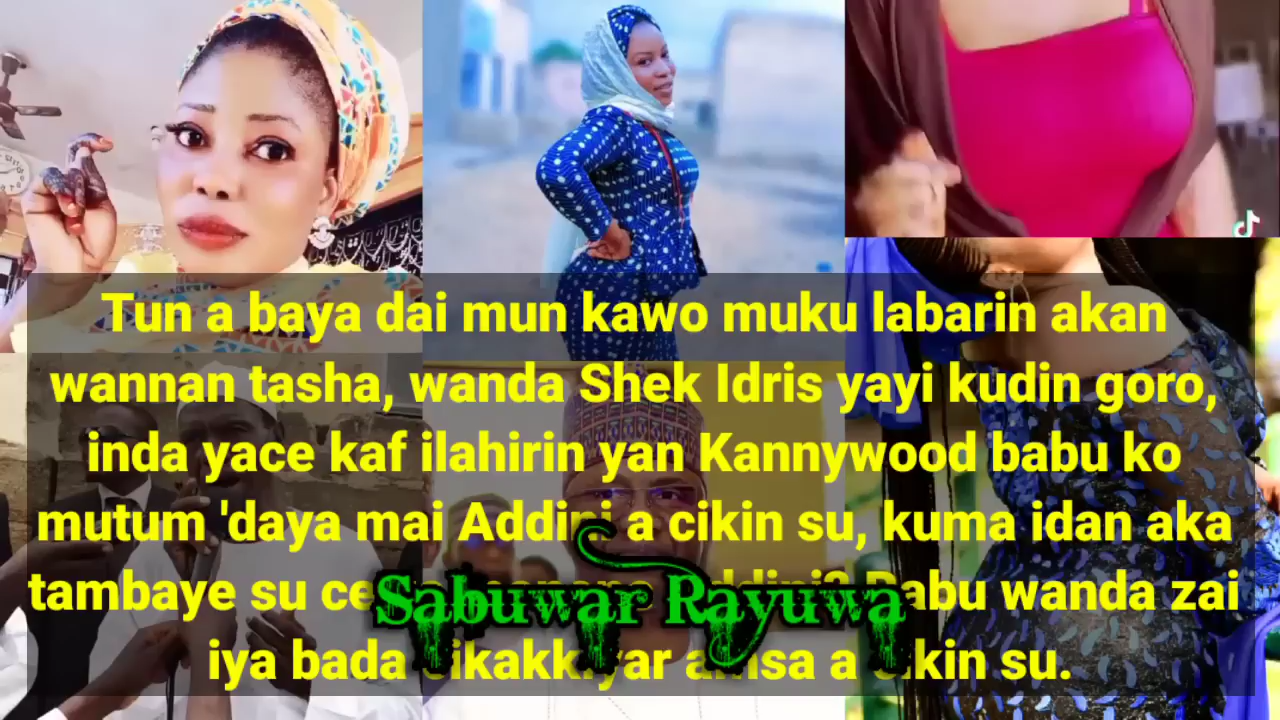 Tun a baya dai mun kawo muku labarin akan
wannan tasha, wanda Shek Idris yayi kudin goro,
inda yace kaf ilahirin yan Kannywood babu ko
mutum 'daya mai Addini a cikin su, kuma idan aka
tambaye su wanda zai
Sabuwar Rayuwa
iya bada a cikin su.